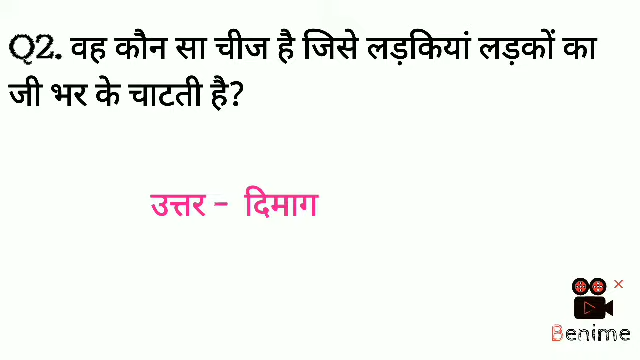 Q2. वह कौन सा चीज है जिसे लड़कियां लड़कों का
जी भर के चाटती है?
उत्तर - दिमाग
Benime